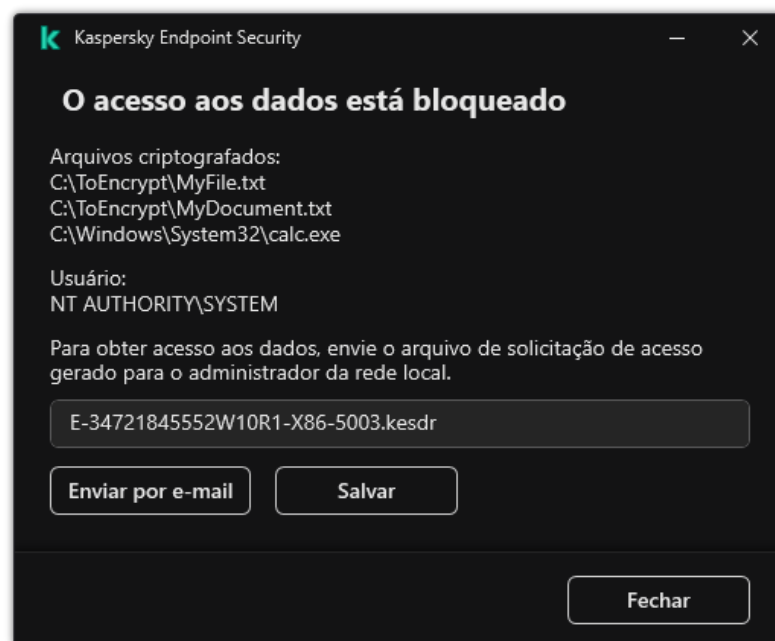 Kaspersky Endpoint Security
O acesso aos dados está bloqueado
Arquivos criptografados:
C:\ToEncrypt\MyFile.txt
C:\ToEncrypt\MyDocument.txt
C:\Windows\System32\calc.exe
Usuário:
NT AUTHORITY\SYSTEM
Para obter acesso aos dados, envie o arquivo de solicitação de acesso
gerado para o administrador da rede local.
E-34721845552W10R1-X86-5003.kesdr
Enviar por e-mail
Salvar
Fechar